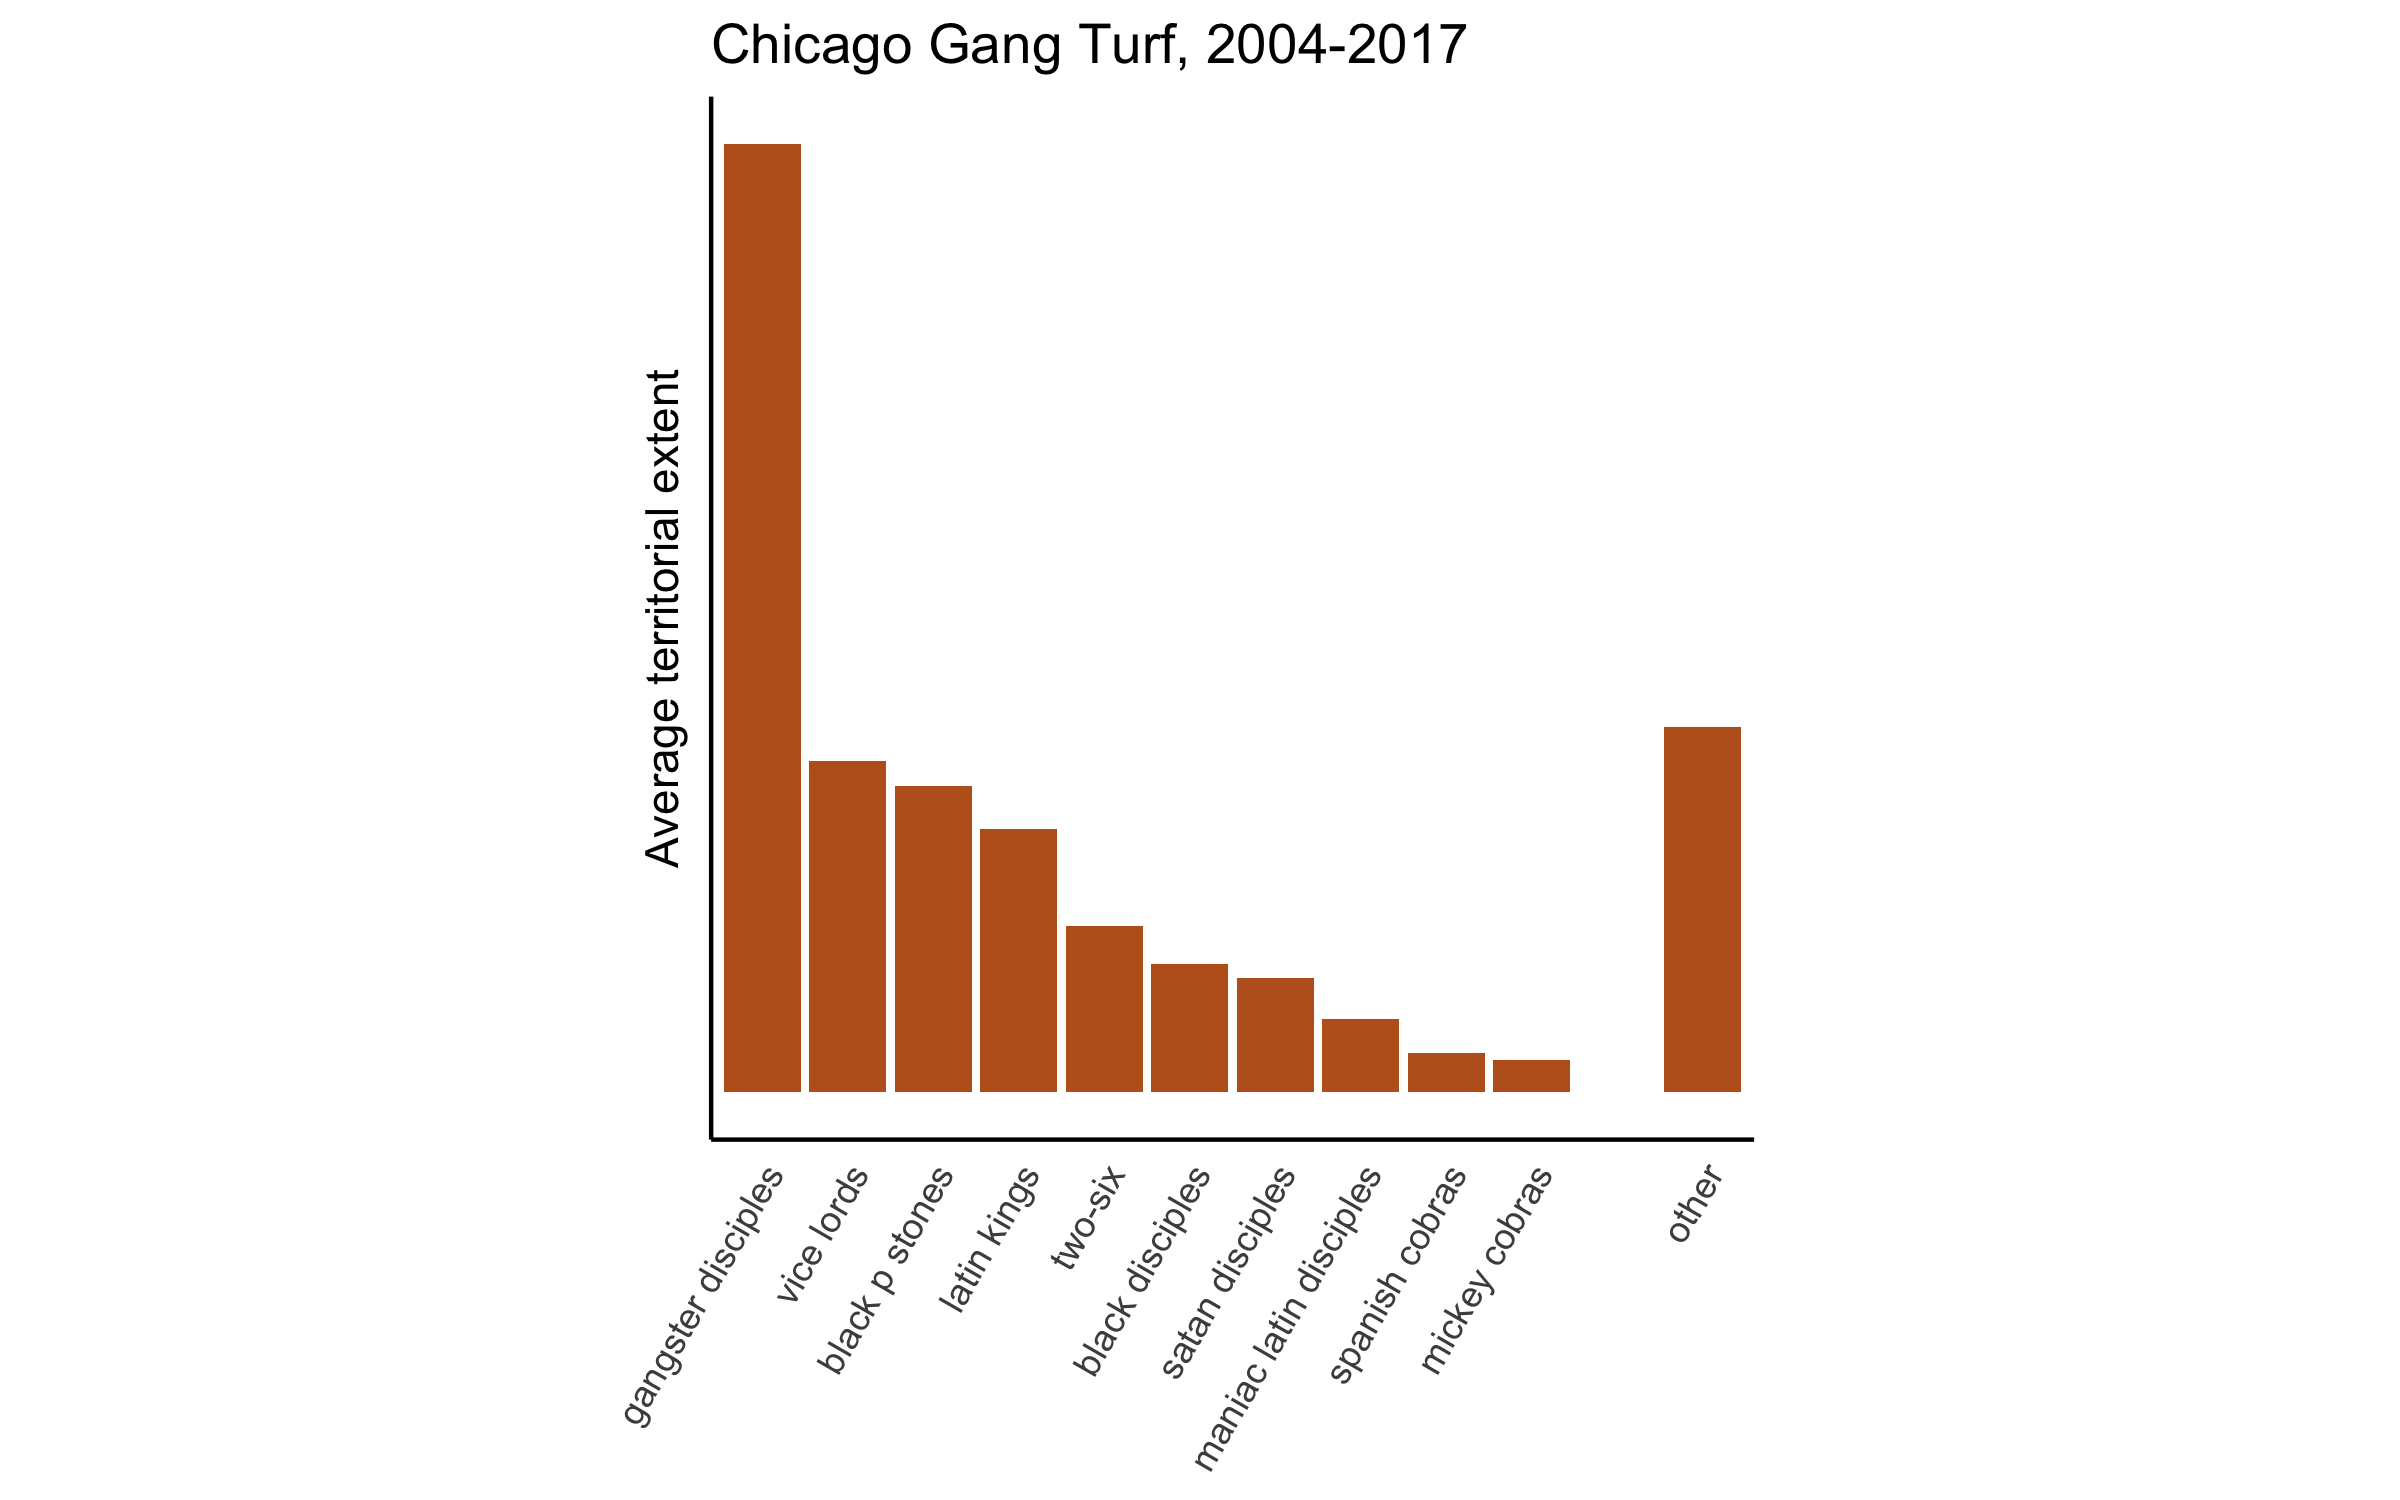 Chicago Gang Turf, 2004-2017
Average territorial extent
gangster disciples
vice lords
black p stones
latin kings
two-six
black disciples
satan disciples
maniac latin disciples
spanish cobras
mickey cobras
other